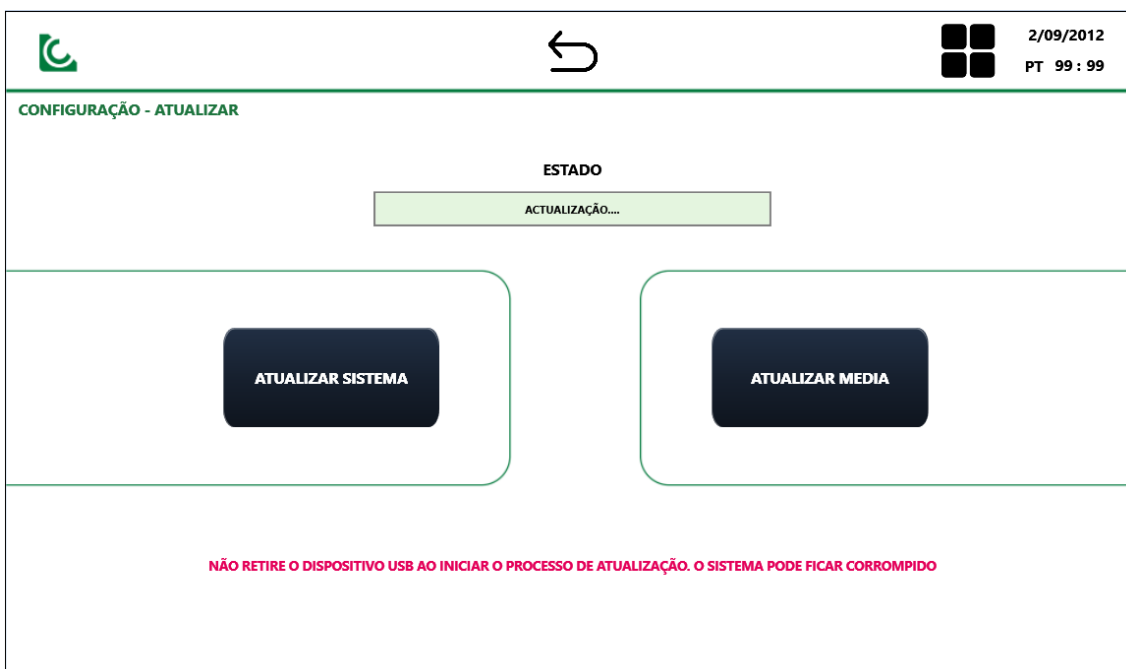 2/09/2012
PT 99 : 99
CONFIGURAÇÃO - ATUALIZAR
ESTADO
ACTUALIZAÇÃO....
ATUALIZAR SISTEMA
ATUALIZAR MEDIA
NÃO RETIRE O DISPOSITIVO USB AO INICIAR O PROCESSO DE ATUALIZAÇÃO. O SISTEMA PODE FICAR CORROMPIDO